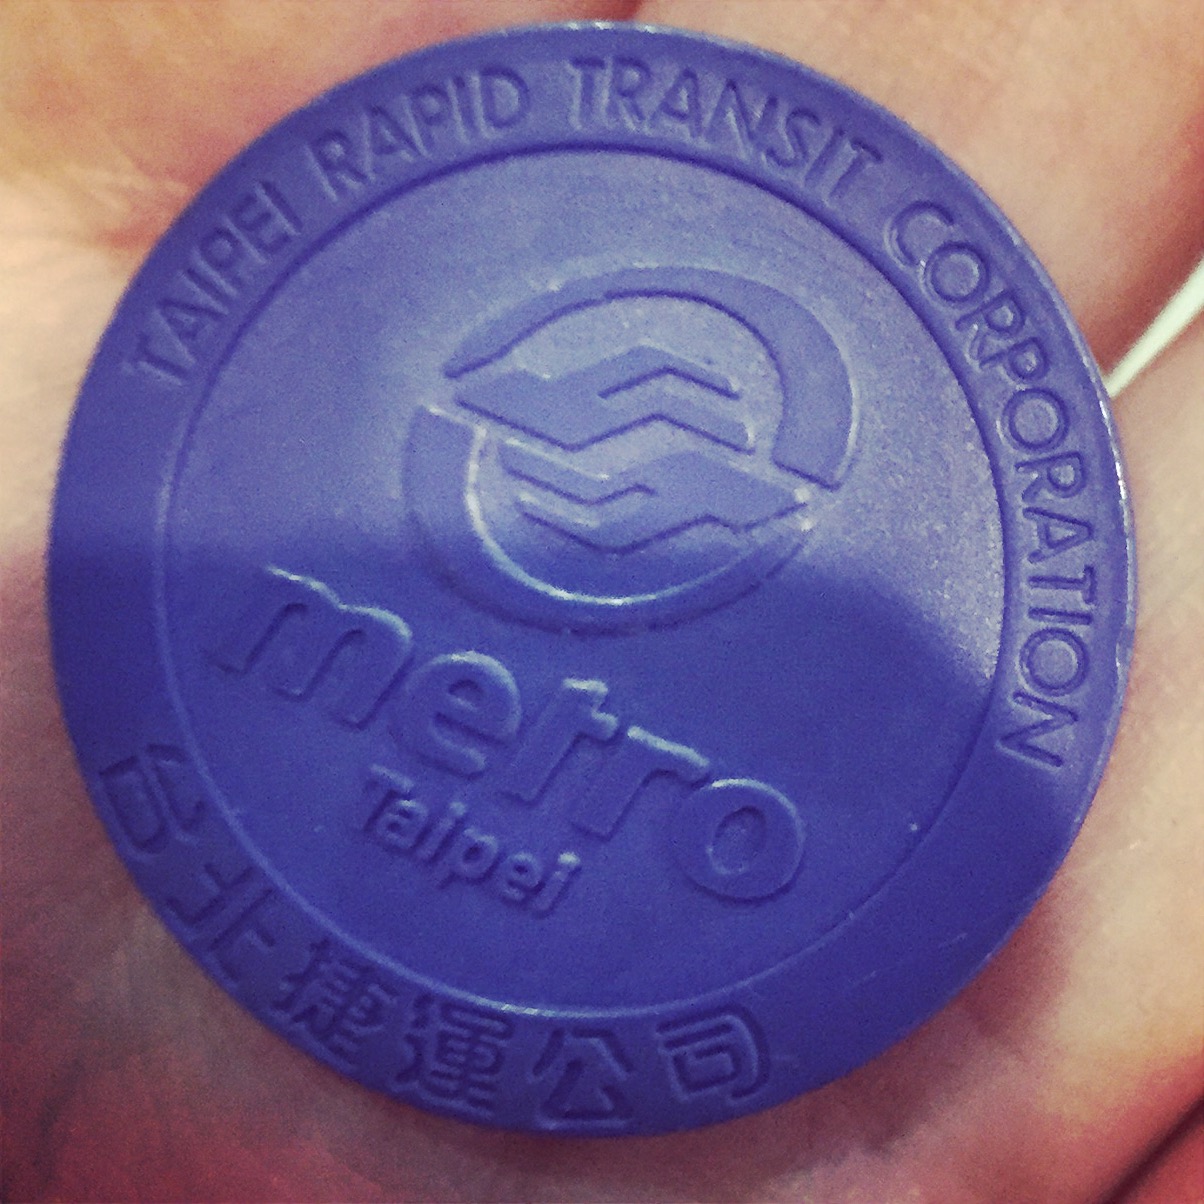 TAIPEI RAPID TRANSIT CORPORATION
metro
Taipei
台北捷運公司